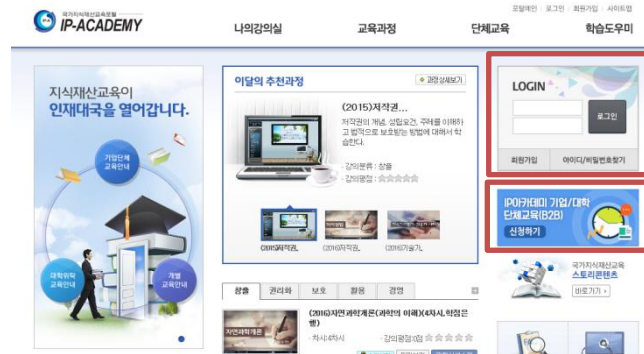 포털메인 | 로그인 | 회원가입 | 사이트맵
국가지식재산교육포털
IP-ACADEMY
나의강의실 교육과정 단체교육 학습도우미
지식재산교육이
인재대국을 열어갑니다.
기업단체
교육안내
대학위탁
교육안내
개별
교육안내
이달의 추천과정
과정상세보기
(2015)저작권...
저작권의 개념, 성립요건, 주체를 이해하
고 법적으로 보호받는 방법에 대해서 학
습한다.
· 강의분류 : 창출
· 강의평점 : ☆☆☆☆☆
(2015)저작권.. (2016)저작권.. (2016)기술가..
창출 권리화 보호 활용 경영
(2016)자연과학개론(과학의 이해)(4차시,학점은
행)
자연과학개론
· 차시:4차시 · 강의평점:0점 ☆☆☆☆☆
LOGIN
로그인
회원가입 아이디/비밀번호찾기
IP아카데미 기업/대학
단체교육(B2B)
신청하기
국가지식재산교육
스토리콘텐츠
바로가기